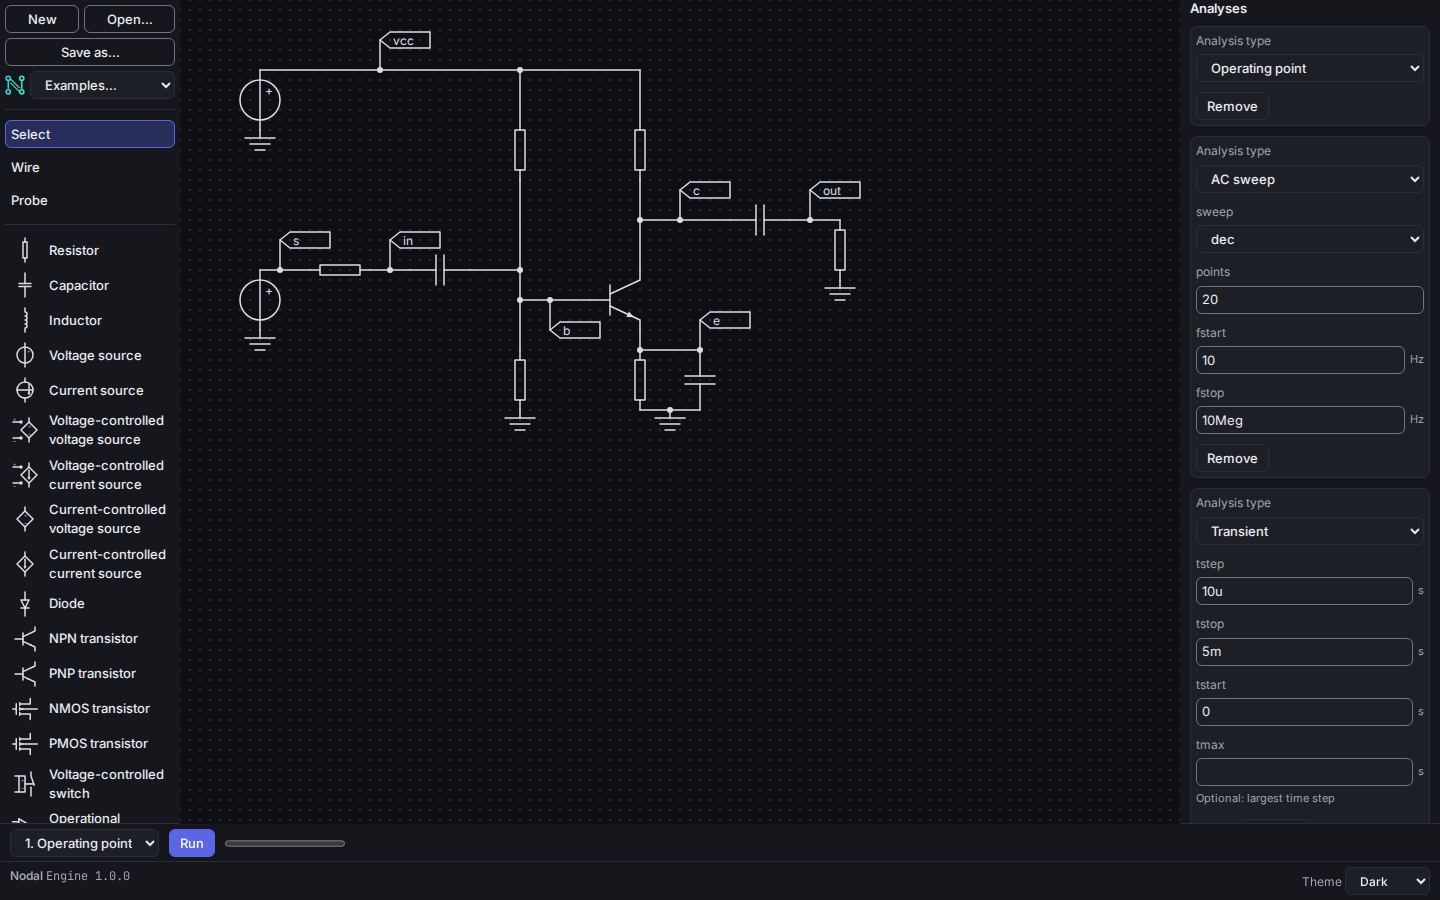 New
Open...
Save as...
Examples...
Select
Wire
Probe
Resistor
Capacitor
Inductor
Voltage source
Current source
Voltage-controlled
voltage source
Voltage-controlled
current source
Current-controlled
voltage source
Current-controlled
current source
Diode
NPN transistor
PNP transistor
NMOS transistor
PMOS transistor
Voltage-controlled
switch
Operational
vcc
+
c
out
s
in
+
b
e
Analyses
Analysis type
Operating point
Remove
Analysis type
AC sweep
sweep
dec
points
20
fstart
10 Hz
fstop
10Meg Hz
Remove
Analysis type
Transient
tstep
10u s
tstop
5m s
tstart
0 s
tmax
s
Optional: largest time step
1. Operating point
Run
Nodal Engine 1.0.0
Theme
Dark